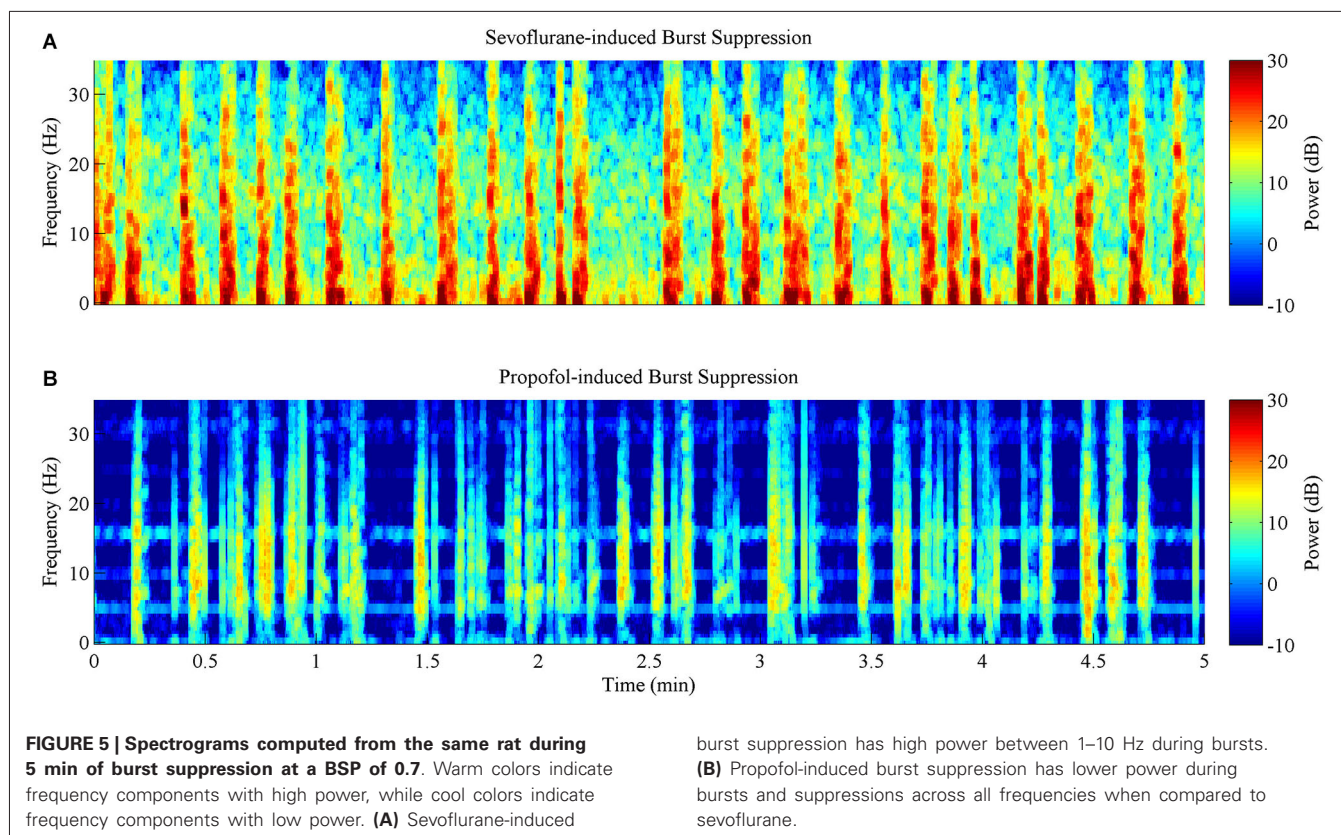 A
Sevoflurane-induced Burst Suppression
Frequency (Hz)
30
20
10
0
30
20
10
0
-10
Power (dB)
B
Propofol-induced Burst Suppression
Frequency (Hz)
30
20
10
0
0
0.5
1
1.5
2
2.5
3
3.5
4
4.5
5
Time (min)
30
20
10
0
-10
Power (dB)
FIGURE 5 | Spectrograms computed from the same rat during
5 min of burst suppression at a BSP of 0.7. Warm colors indicate
frequency components with high power, while cool colors indicate
frequency components with low power. (A) Sevoflurane-induced
burst suppression has high power between 1–10 Hz during bursts.
(B) Propofol-induced burst suppression has lower power during
bursts and suppressions across all frequencies when compared to
sevoflurane.